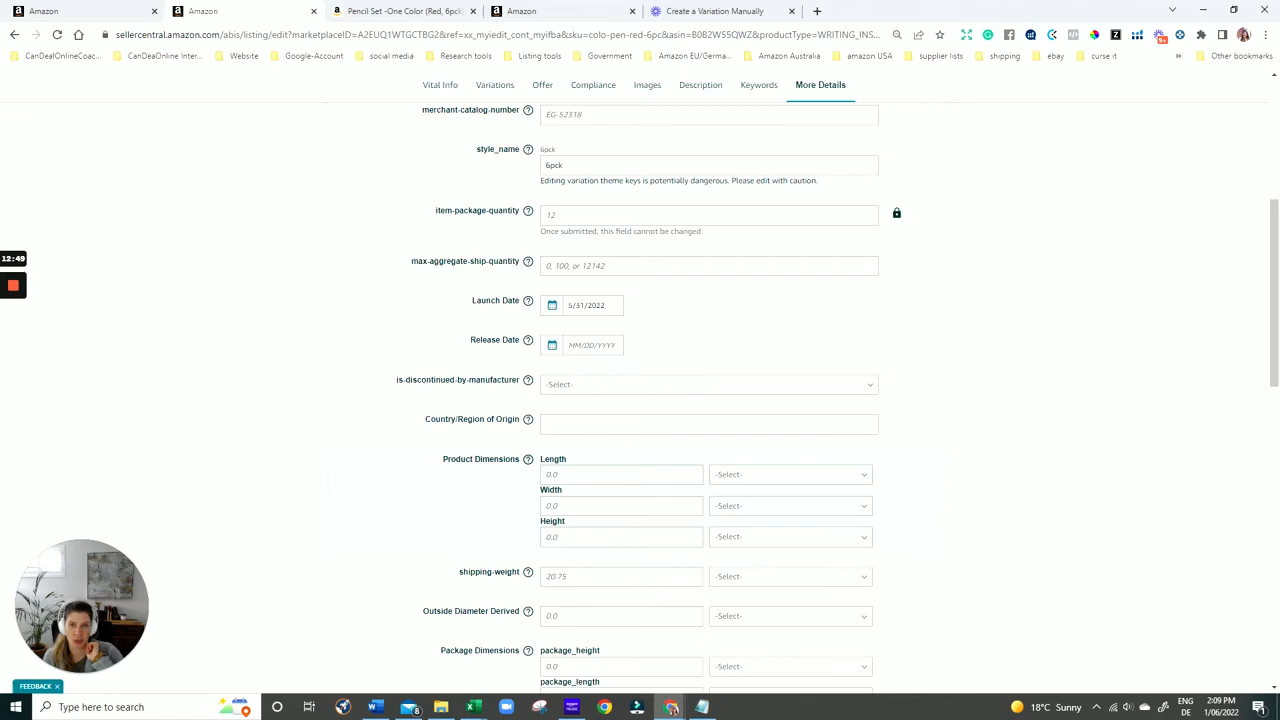 Amazon
Amazon
Pencil Set -One Color (Red, 6pck
Amazon
Create a Variation Manually
sellercentral.amazon.com/abis/listing/edit?marketplaceID=A2EUQ1WTGCTBG2&ref=xx_myiedit_cont_myifba&sku=colo-pen-red-6pc&asin=B0B2W55QWZ&productType=WRITING_INS...
CanDeaOnlineCoac...
CanDeaOnline Inter...
Website
Google-Account
social media
Research tools
Listing tools
Government
Amazon EU/Germa...
Amazon Australia
amazon USA
supplier lists
shipping
ebay
curse it
»
Other bookmarks
Vital Info
Variations
Offer
Compliance
Images
Description
Keywords
More Details
merchant-catalog-number
EG-52318
style_name
6pck
6pck
Editing variation theme keys is potentially dangerous. Please edit with caution.
item-package-quantity
12
Once submitted, this field cannot be changed
max-aggregate-ship-quantity
0, 100, or 12142
12:49
Launch Date
5/31/2022
Release Date
MM/DD/YYYY
is-discontinued-by-manufacturer
-Select-
Country/Region of Origin
Product Dimensions
Length
0.0
-Select-
Width
0.0
-Select-
Height
0.0
-Select-
shipping-weight
20.75
-Select-
Outside Diameter Derived
0.0
-Select-
Package Dimensions
package_height
0.0
-Select-
package_length
FEEDBACK ×
Type here to search
8
18°C Sunny
ENG
DE
2:09 PM
1/06/2022